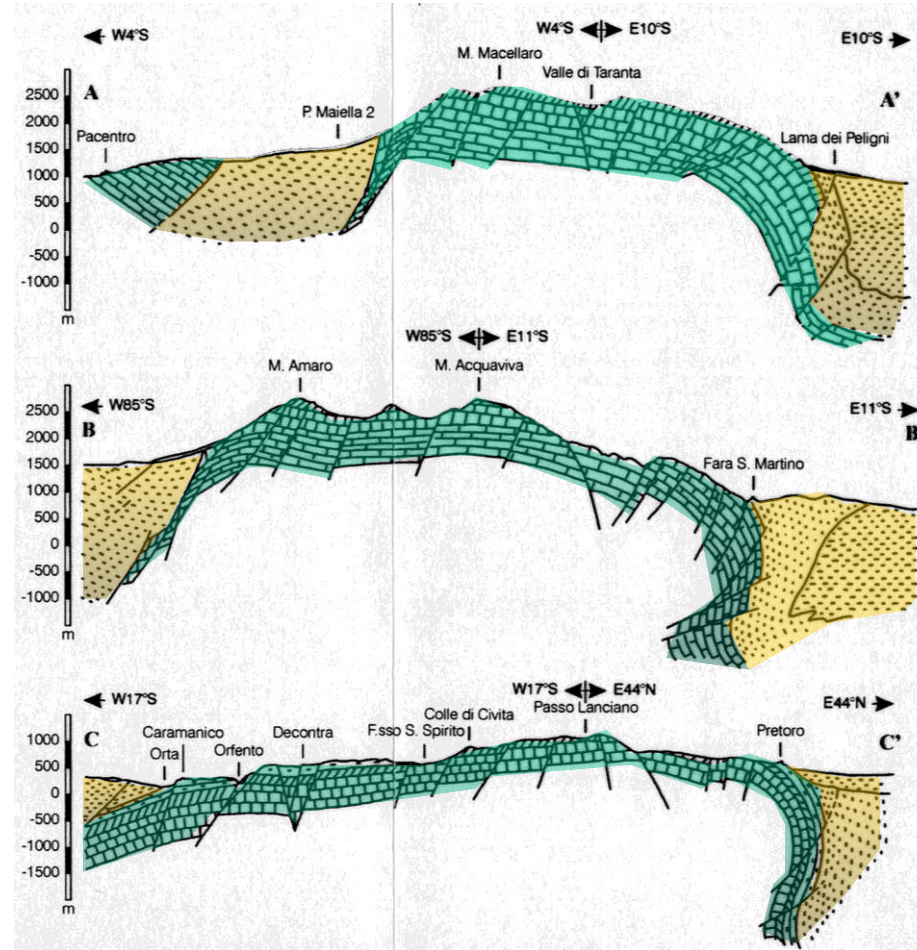 W4°S
W4°S E10°S
E10°S
M. Macellaro
Valle di Taranta
A
P. Maiella 2
A'
Pacentro
Lama dei Peligni
2500
2000
1500
1000
500
0
-500
-1000
m
W85°S E11°S
M. Amaro
M. Acquaviva
W85°S
E11°S
B
B
Fara S. Martino
2500
2000
1500
1000
500
0
-500
-1000
m
W17°S
W17°S E44°N
E44°N
Passo Lanciano
Colle di Civita
C
Caramanico
Decontra
F.sso S. Spirito
Pretoro
C'
Orta
Orfento
1000
500
0
-500
-1000
-1500
m